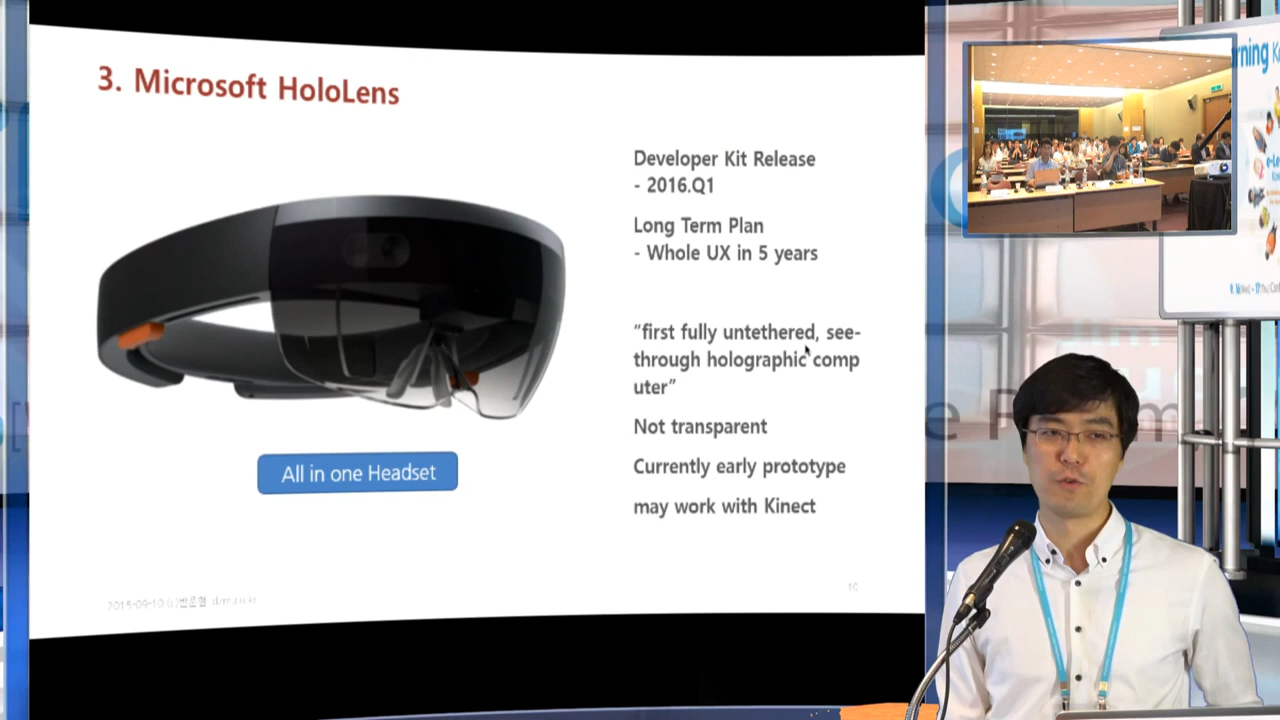 3. Microsoft HoloLens
Developer Kit Release
- 2016.Q1
Long Term Plan
- Whole UX in 5 years
“first fully untethered, see-
through holographic comp
uter”
Not transparent
Currently early prototype
may work with Kinect
All in one Headset
10